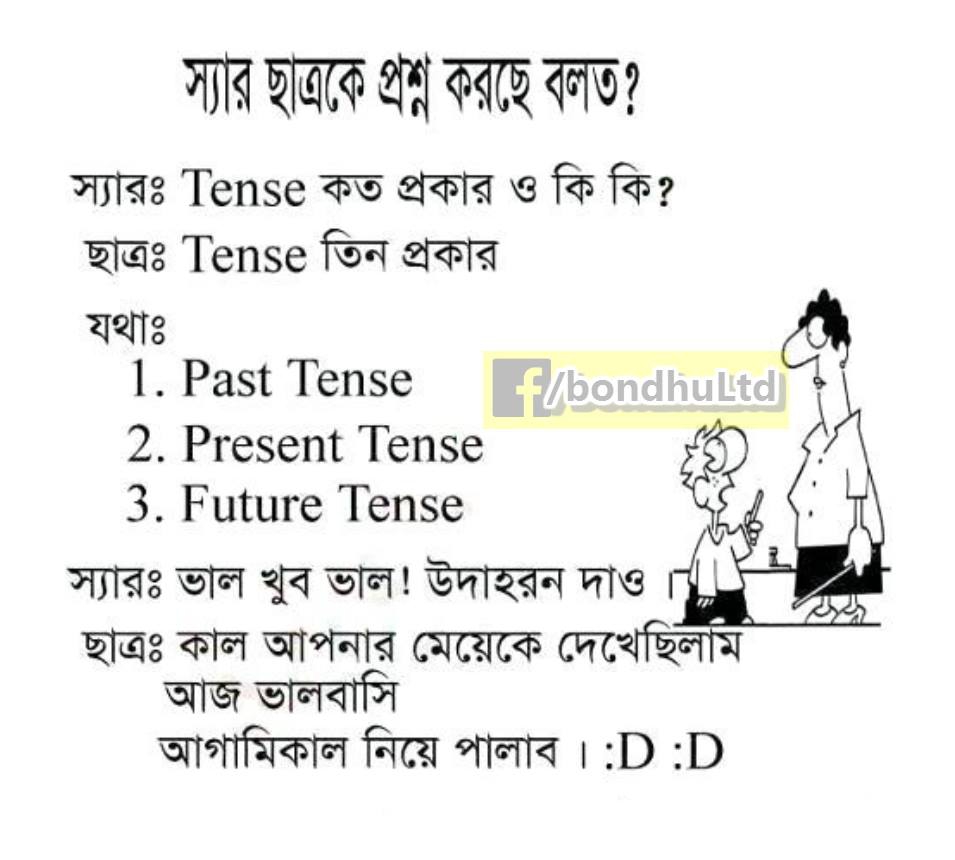 স্যার ছাত্রকে প্রশ্ন করছে বলত?
স্যারঃ Tense কত প্রকার ও কি কি?
ছাত্রঃ Tense তিন প্রকার
যথাঃ
1. Past Tense
f/bondhuLtd
2. Present Tense
3. Future Tense
স্যারঃ ভাল খুব ভাল! উদাহরন দাও ।
ছাত্রঃ কাল আপনার মেয়েকে দেখেছিলাম
আজ ভালবাসি
আগামিকাল নিয়ে পালাব । :D :D